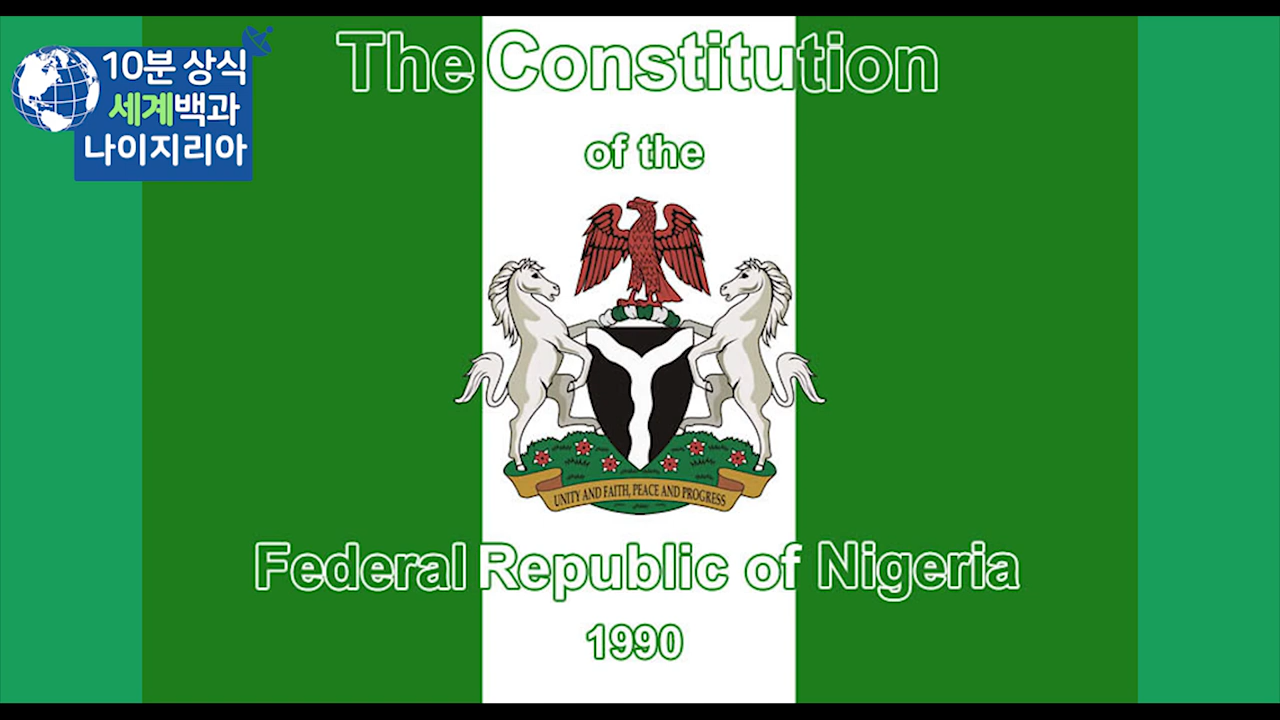 10분 상식
세계백과
나이지리아
The Constitution
of the
UNITY AND FAITH, PEACE AND PROGRESS
Federal Republic of Nigeria
1990